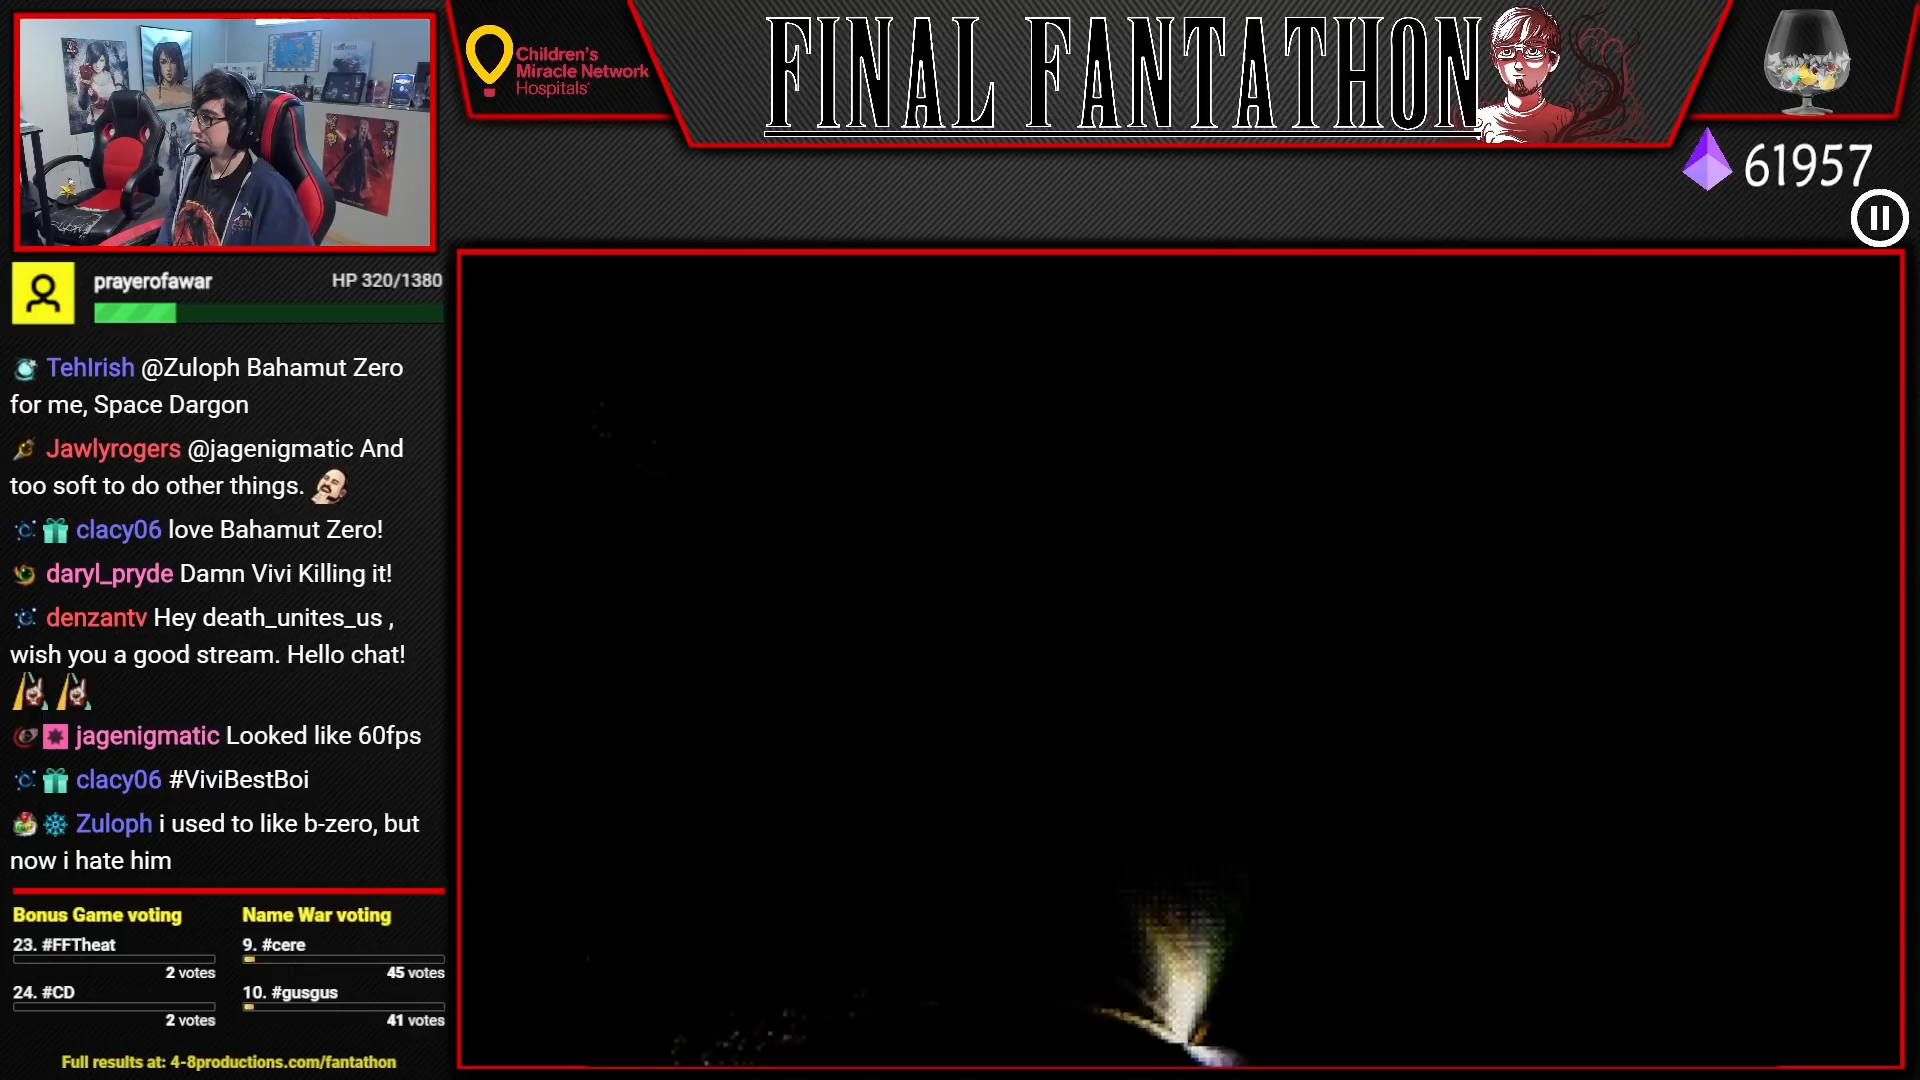 Children's
Miracle Network
Hospitals
FINAL FANTATHON
61957
prayerofawar HP 320/1380
TehIrish @Zuloph Bahamut Zero
for me, Space Dargon
Jawlyrogers @jagenigmatic And
too soft to do other things.
clacy06 love Bahamut Zero!
daryl_pryde Damn Vivi Killing it!
denzantv Hey death_unites_us ,
wish you a good stream. Hello chat!
jagenigmatic Looked like 60fps
clacy06 #ViviBestBoi
Zuloph i used to like b-zero, but
now i hate him
Bonus Game voting
23. #FFTheat
2 votes
24. #CD
2 votes
Name War voting
9. #cere
45 votes
10. #gusgus
41 votes
Full results at: 4-8productions.com/fantathon